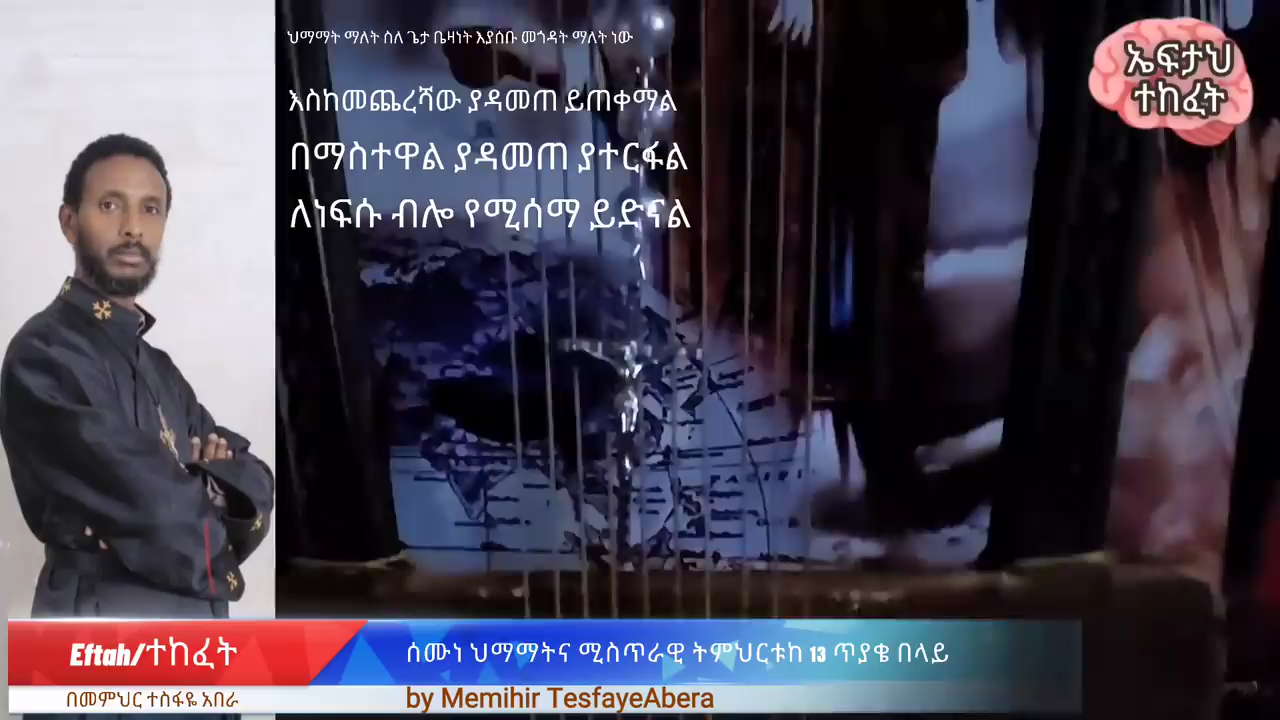 ህማማት ማለት ስለ ጌታ ቤዛነት እያሰቡ መጎዳት ማለት ነው
እስከመጨረሻው ያዳመጠ ይጠቀማል
በማስተዋል ያዳመጠ ያተርፋል
ለነፍሱ ብሎ የሚሰማ ይድናል
ኤፍታህ
ተከፈት
Eftah/ተከፈት
ሰሙነ ህማማትና ሚስጥራዊ ትምህርቱከ 13 ጥያቄ በላይ
በመምህር ተስፋዬ አበራ
by Memihir TesfayeAbera